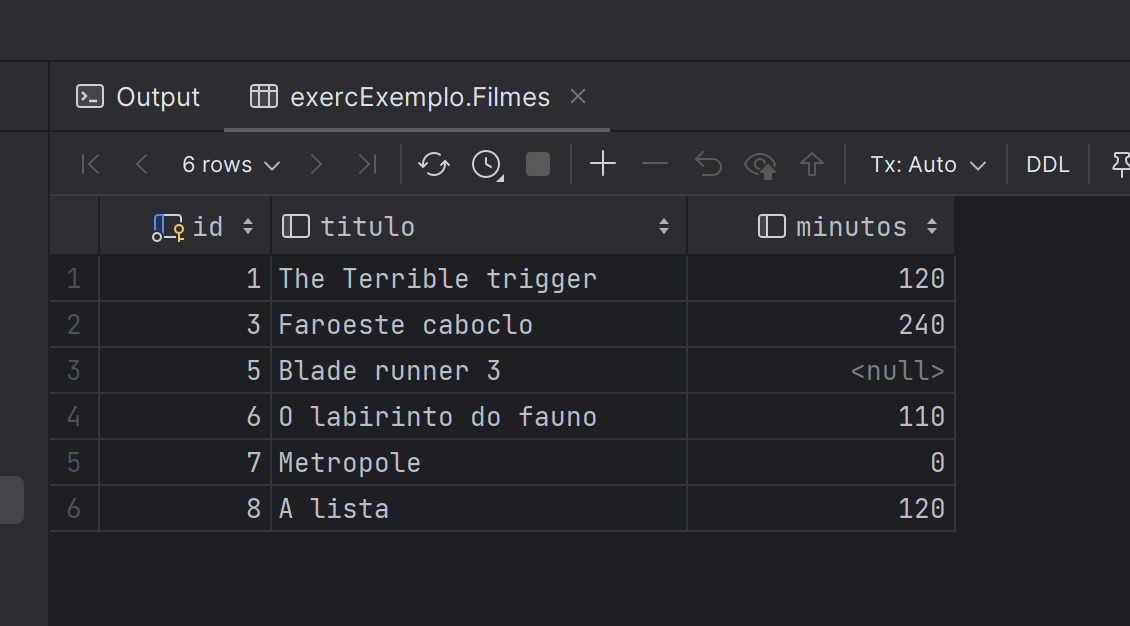 Output exercExemplo.Filmes
6 rows Tx: Auto DDL
id titulo minutos
1 1 The Terrible trigger 120
2 3 Faroeste caboclo 240
3 5 Blade runner 3 <null>
4 6 O labirinto do fauno 110
5 7 Metropole 0
6 8 A lista 120